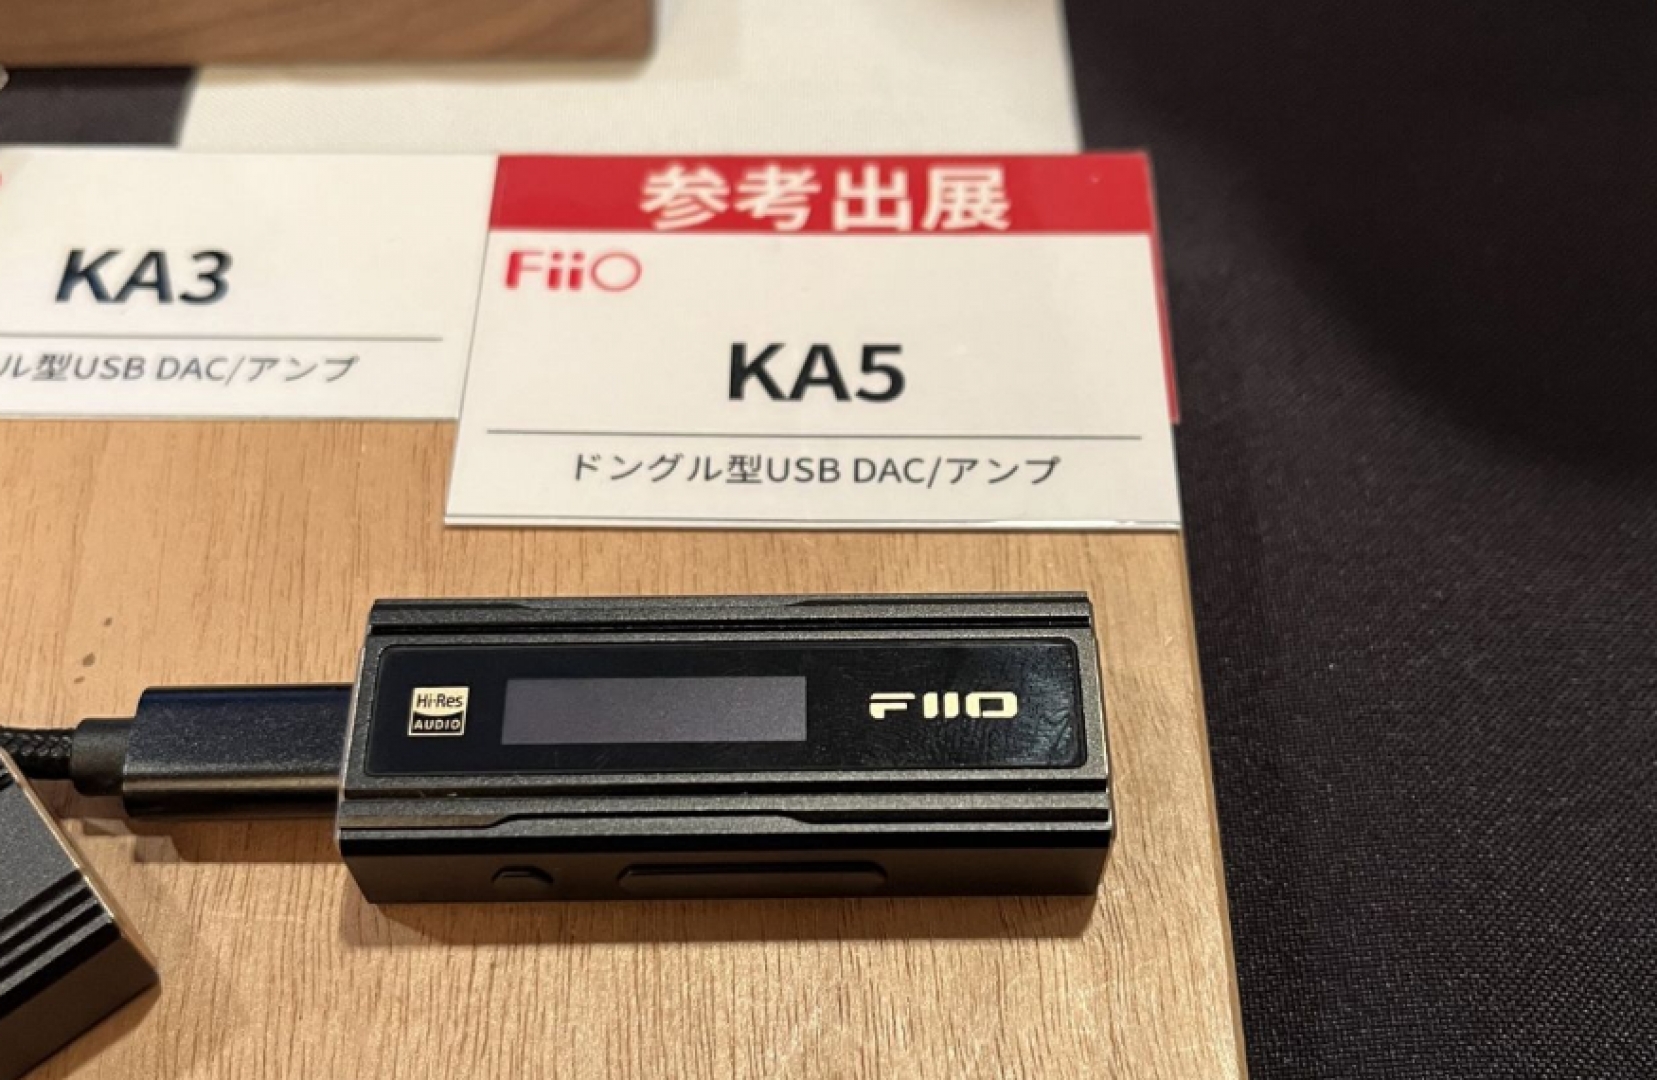 KA3
ル型USB DAC/アンプ
参考出展
FiiO
KA5
ドングル型USB DAC/アンプ
Hi-Res
AUDIO
FIIO